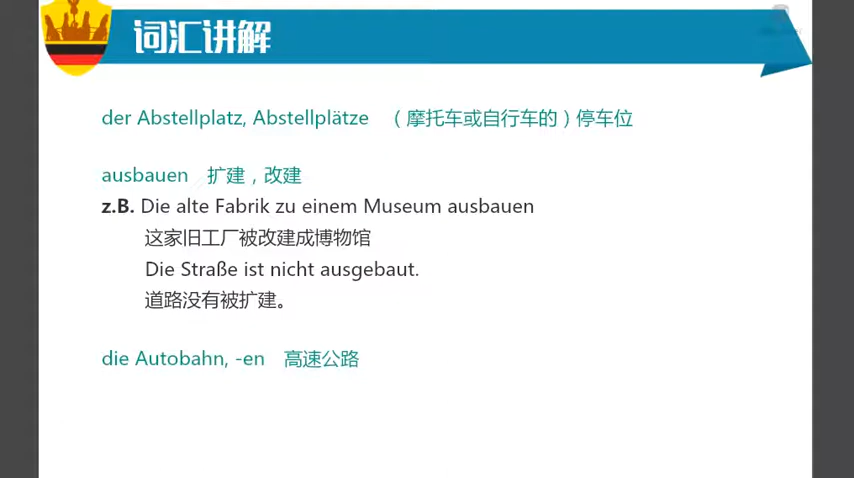 词汇讲解
der Abstellplatz, Abstellplätze （摩托车或自行车的）停车位
ausbauen 扩建，改建
z.B. Die alte Fabrik zu einem Museum ausbauen
这家旧工厂被改建成博物馆
Die Straße ist nicht ausgebaut.
道路没有被扩建。
die Autobahn, -en 高速公路